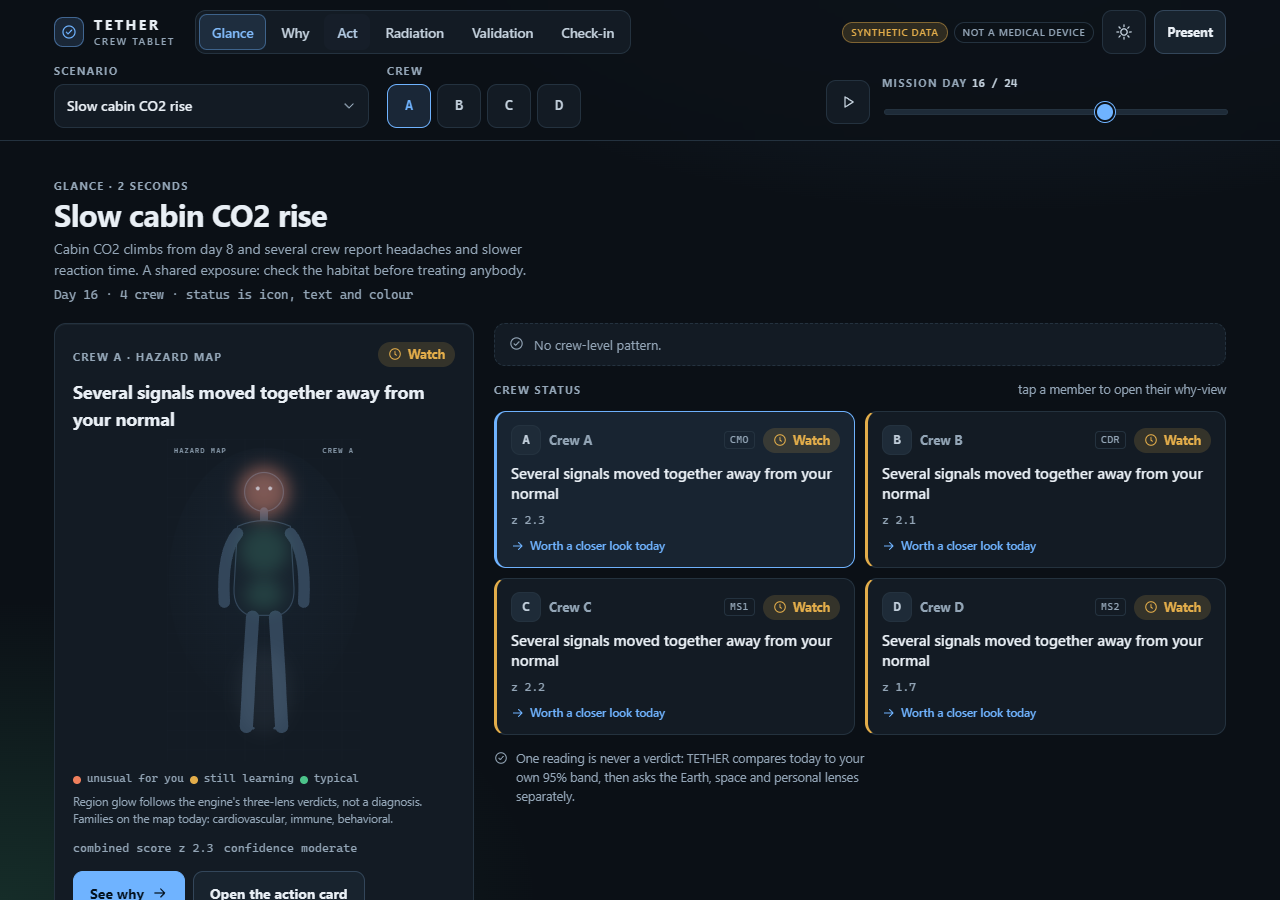 TETHER
CREW TABLET
Glance
Why
Act
Radiation
Validation
Check-in
SYNTHETIC DATA
NOT A MEDICAL DEVICE
Present
SCENARIO
Slow cabin CO2 rise
CREW
A
B
C
D
MISSION DAY 16 / 24
GLANCE · 2 SECONDS
Slow cabin CO2 rise
Cabin CO2 climbs from day 8 and several crew report headaches and slower
reaction time. A shared exposure: check the habitat before treating anybody.
Day 16 · 4 crew · status is icon, text and colour
CREW A · HAZARD MAP
Watch
Several signals moved together away from
your normal
HAZARD MAP
CREW A
unusual for you
still learning
typical
Region glow follows the engine's three-lens verdicts, not a diagnosis.
Families on the map today: cardiovascular, immune, behavioral.
combined score z 2.3 confidence moderate
See why →
Open the action card
No crew-level pattern.
CREW STATUS
tap a member to open their why-view
A
Crew A
CMO
Watch
Several signals moved together away from your
normal
z 2.3
→ Worth a closer look today
B
Crew B
CDR
Watch
Several signals moved together away from your
normal
z 2.1
→ Worth a closer look today
C
Crew C
MS1
Watch
Several signals moved together away from your
normal
z 2.2
→ Worth a closer look today
D
Crew D
MS2
Watch
Several signals moved together away from your
normal
z 1.7
→ Worth a closer look today
One reading is never a verdict: TETHER compares today to your
own 95% band, then asks the Earth, space and personal lenses
separately.